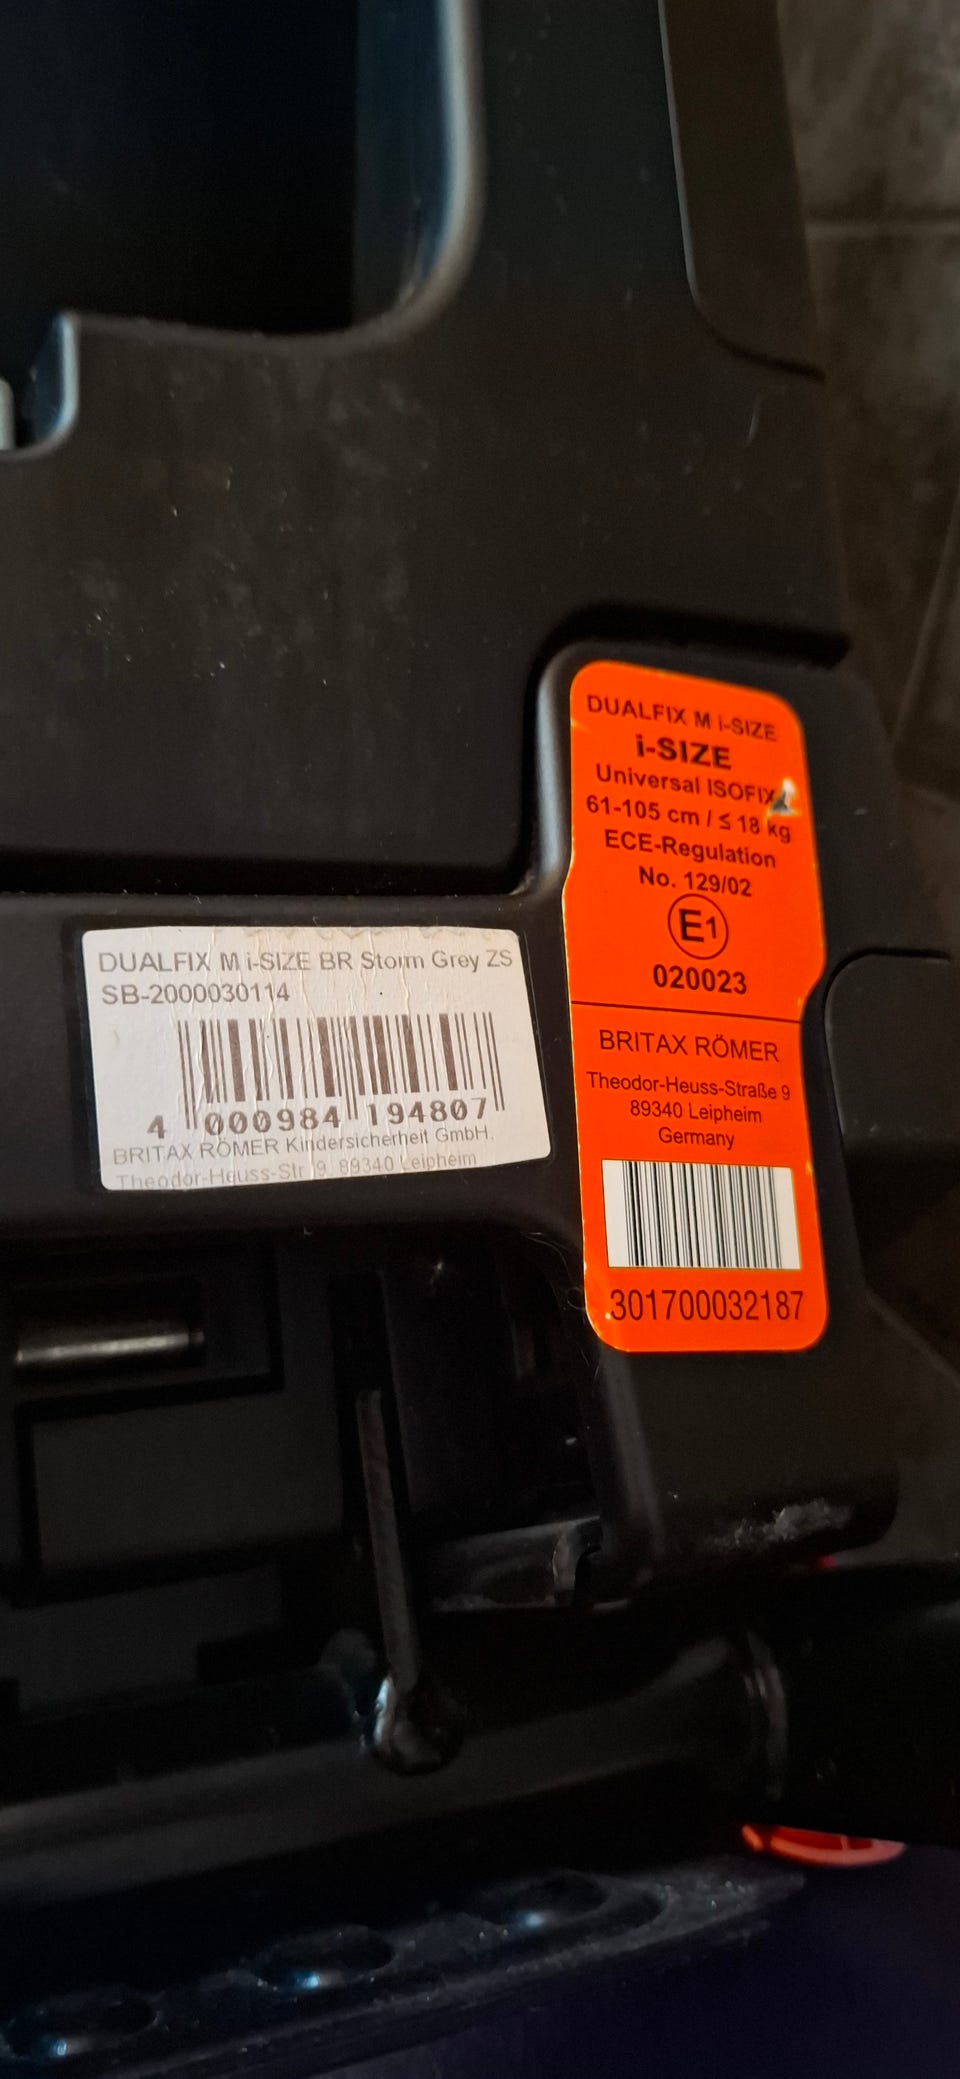 DUALFIX M i-SIZE
i-SIZE
Universal ISOFIX
61-105 cm / ≤ 18 kg
ECE-Regulation
No. 129/02
E1
020023
BRITAX RÖMER
Theodor-Heuss-Straße 9
89340 Leipheim
Germany
301700032187
DUALFIX M i-SIZE BR Storm Grey ZS
SB-2000030114
4 000984 194807
BRITAX RÖMER Kindersicherheit GmbH.
Theodor-Heuss-Str 9, 89340 Leipheim